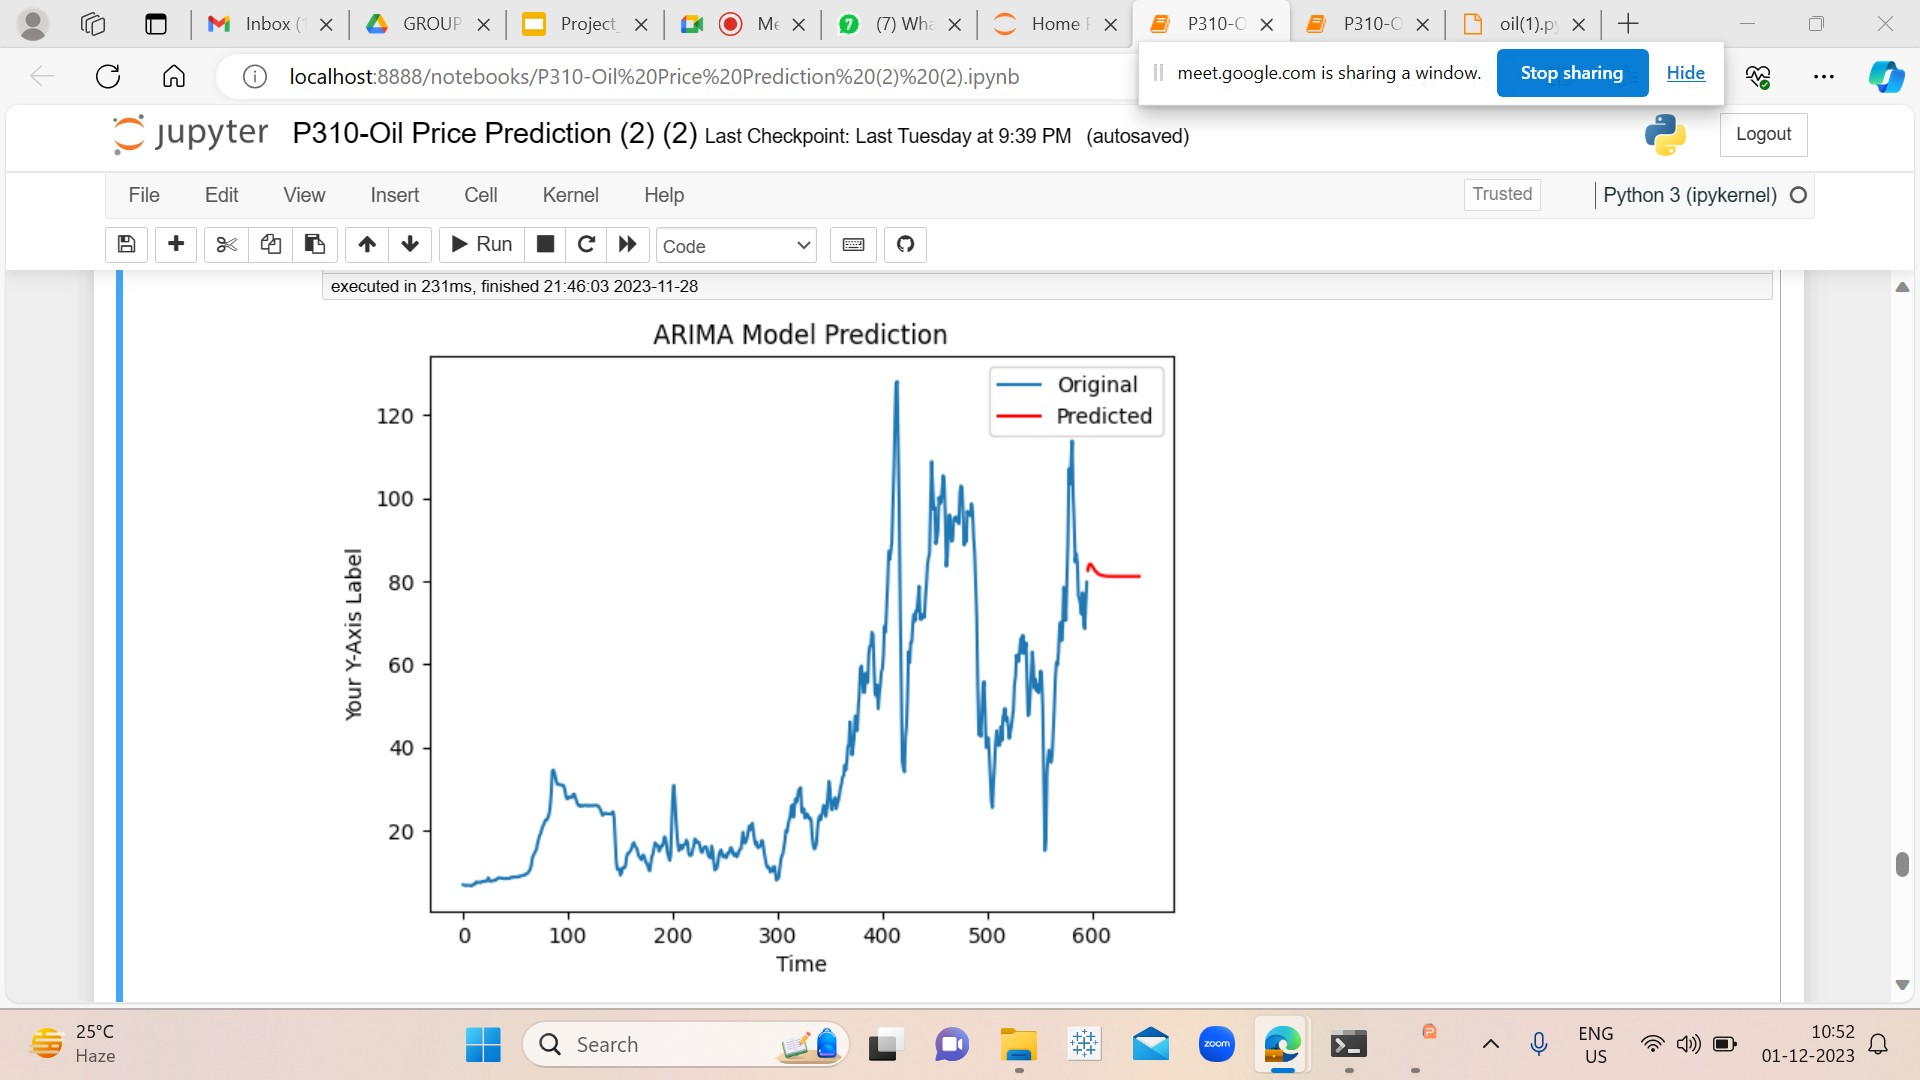 Inbox (
GROUP
Project_
Me
(7) Wha
Home
P310-O
P310-O
oil(1).p
localhost:8888/notebooks/P310-Oil%20Price%20Prediction%20(2)%20(2).ipynb
meet.google.com is sharing a window.
Stop sharing
Hide
jupyter
P310-Oil Price Prediction (2) (2) Last Checkpoint: Last Tuesday at 9:39 PM (autosaved)
Logout
File Edit View Insert Cell Kernel Help
Trusted
Python 3 (ipykernel)
Run
Code
executed in 231ms, finished 21:46:03 2023-11-28
ARIMA Model Prediction
Original
Predicted
120
100
80
60
40
20
Your Y-Axis Label
0 100 200 300 400 500 600
Time
25°C
Haze
Search
zoom
ENG
US
10:52
01-12-2023